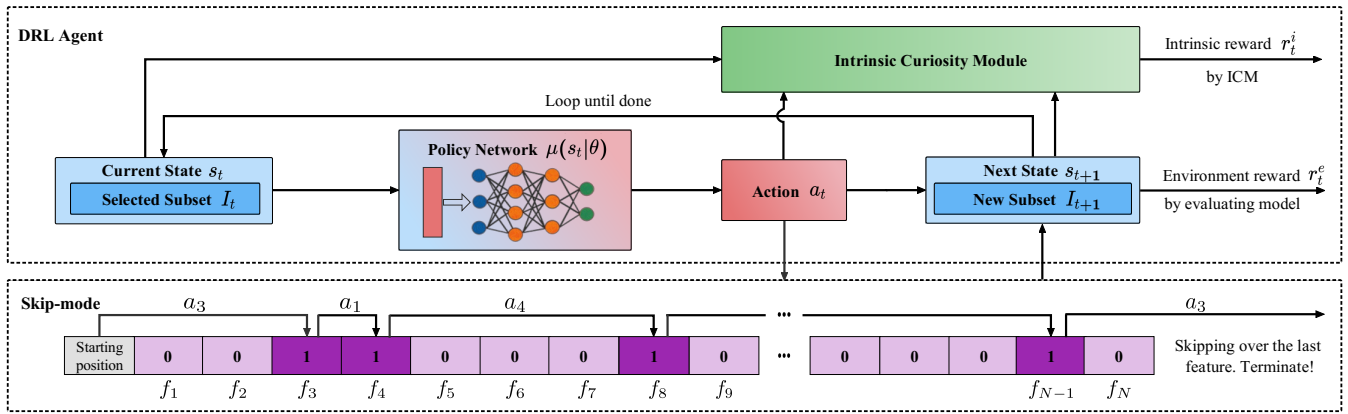 DRL Agent
Intrinsic Curiosity Module
Intrinsic reward r_t^i
by ICM
Loop until done
Policy Network μ(s_t|θ)
Current State s_t
Selected Subset I_t
Action a_t
Next State s_{t+1}
New Subset I_{t+1}
Environment reward r_t^e
by evaluating model
Skip-mode
a_3 a_1 a_4 ... a_3
Starting
position
0 0 1 1 0 0 0 1 0 ... 0 0 0 1 0
Skipping over the last
feature. Terminate!
f_1 f_2 f_3 f_4 f_5 f_6 f_7 f_8 f_9 f_{N-1} f_N